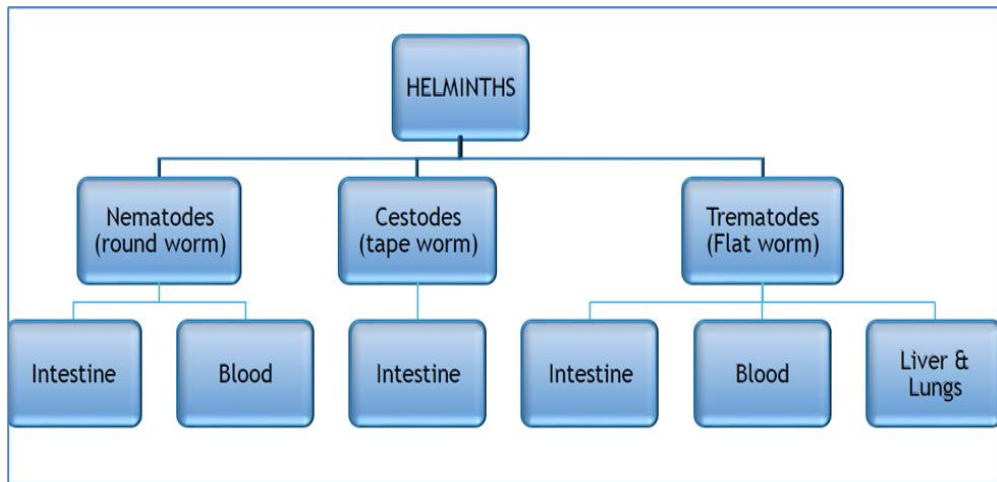 HELMINTHS
Nematodes
(round worm)
Cestodes
(tape worm)
Trematodes
(Flat worm)
Intestine
Blood
Intestine
Intestine
Blood
Liver &
Lungs